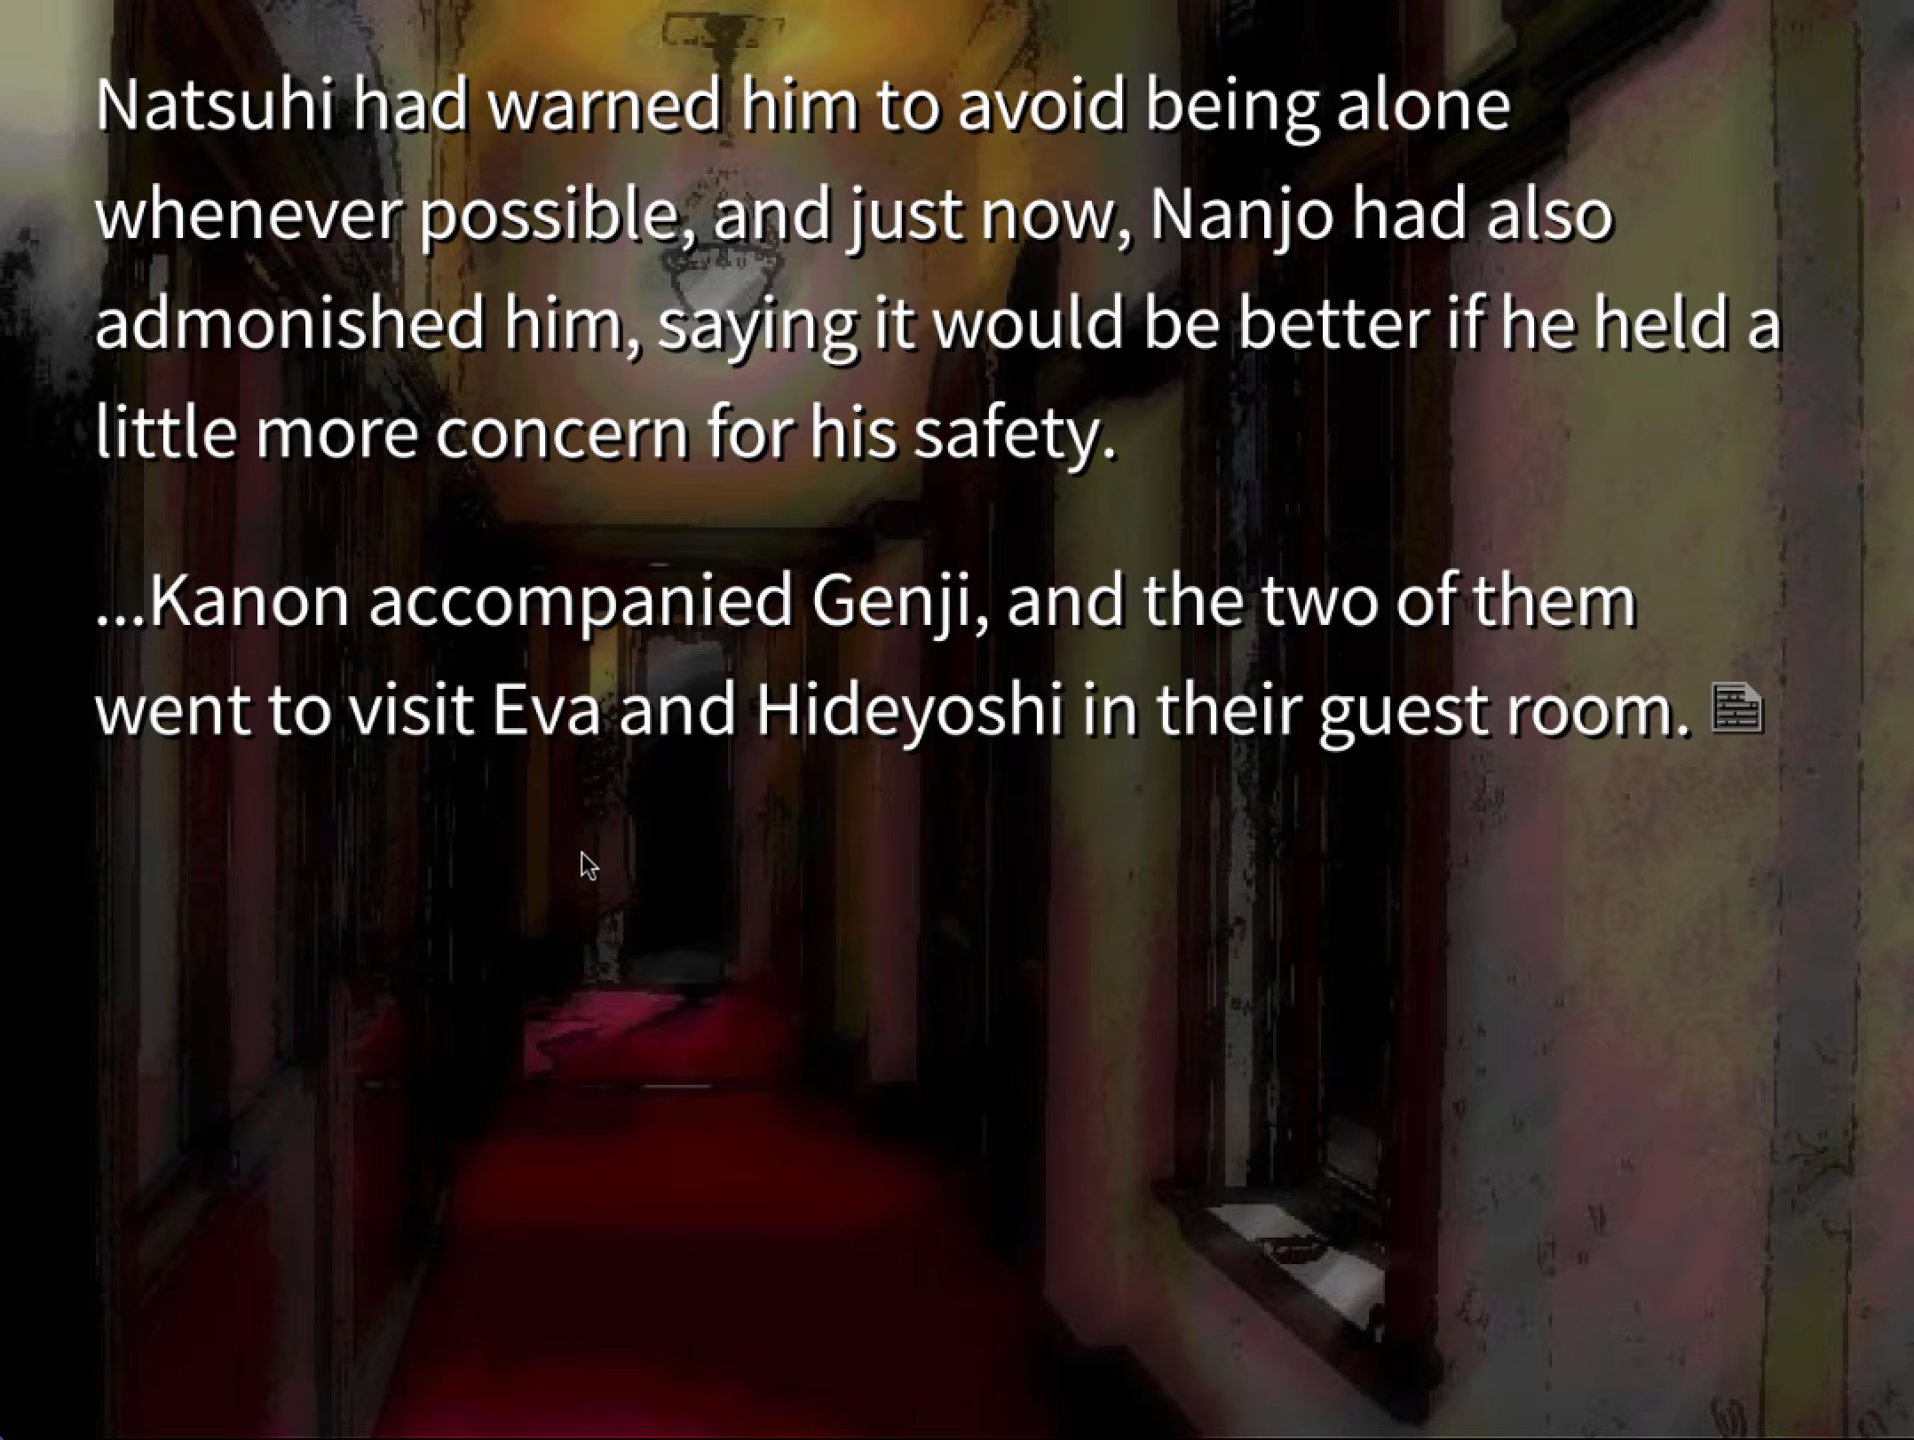 Natsuhi had warned him to avoid being alone
whenever possible, and just now, Nanjo had also
admonished him, saying it would be better if he held a
little more concern for his safety.
...Kanon accompanied Genji, and the two of them
went to visit Eva and Hideyoshi in their guest room.